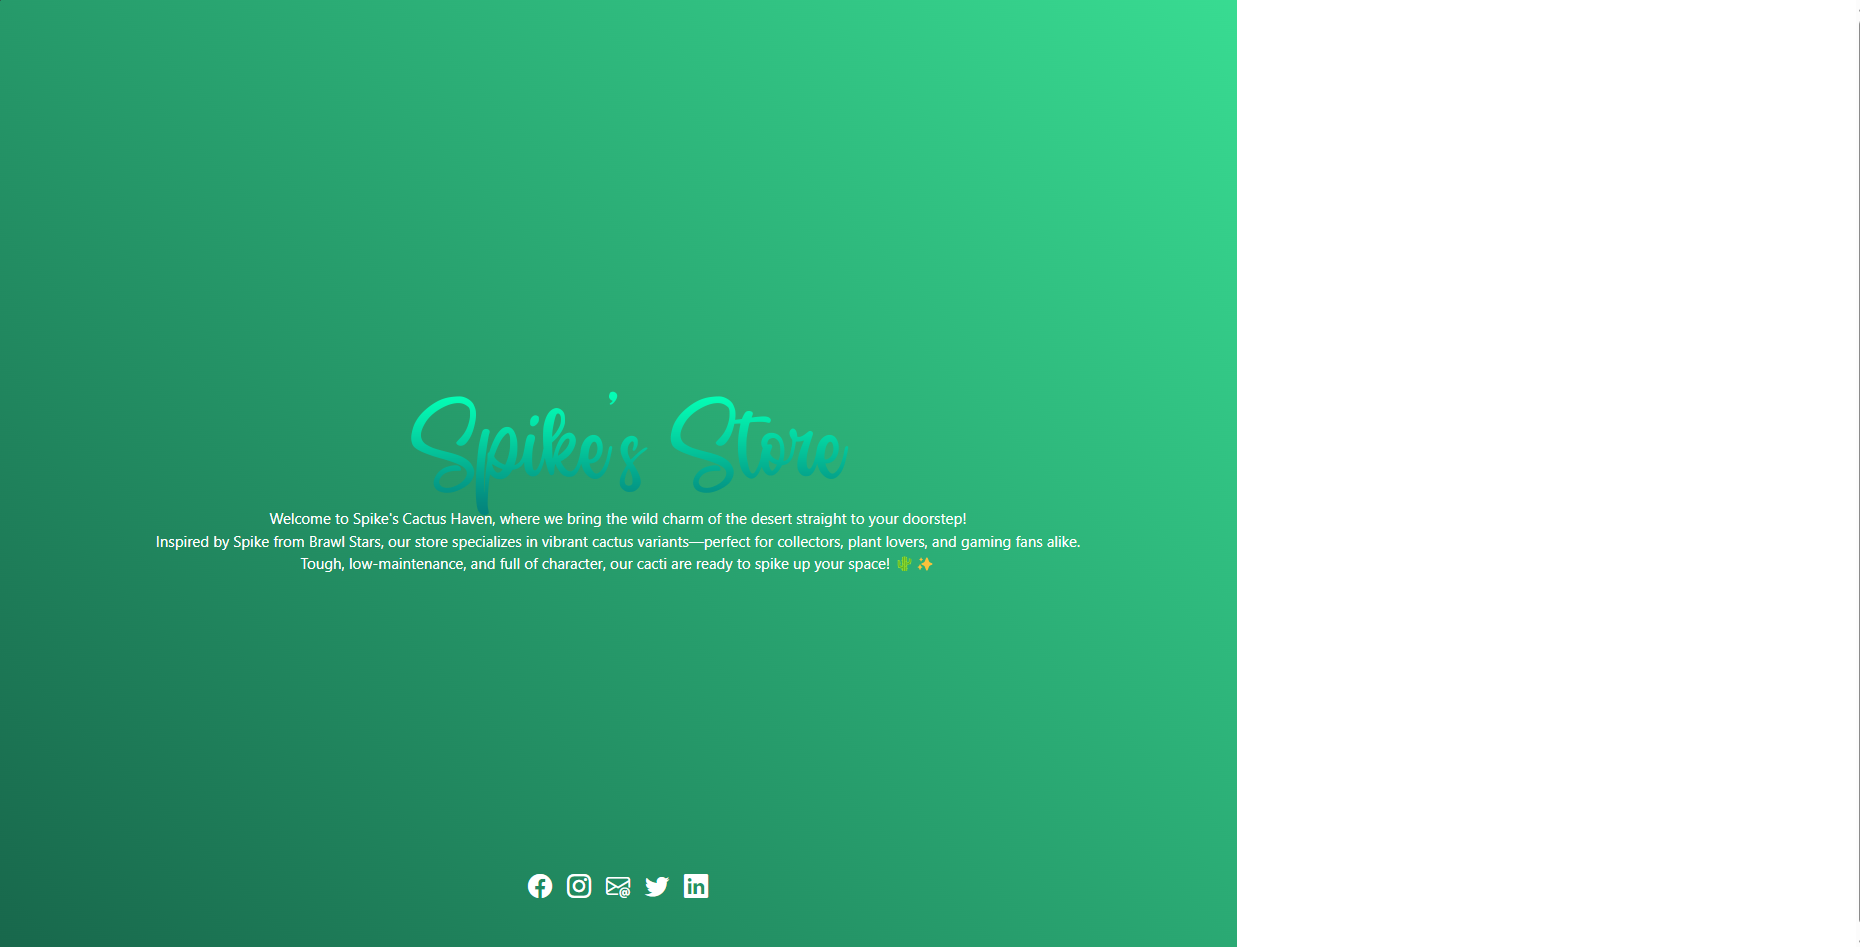 Spike's Store
Welcome to Spike's Cactus Haven, where we bring the wild charm of the desert straight to your doorstep!
Inspired by Spike from Brawl Stars, our store specializes in vibrant cactus variants—perfect for collectors, plant lovers, and gaming fans alike.
Tough, low-maintenance, and full of character, our cacti are ready to spike up your space! 🌵✨